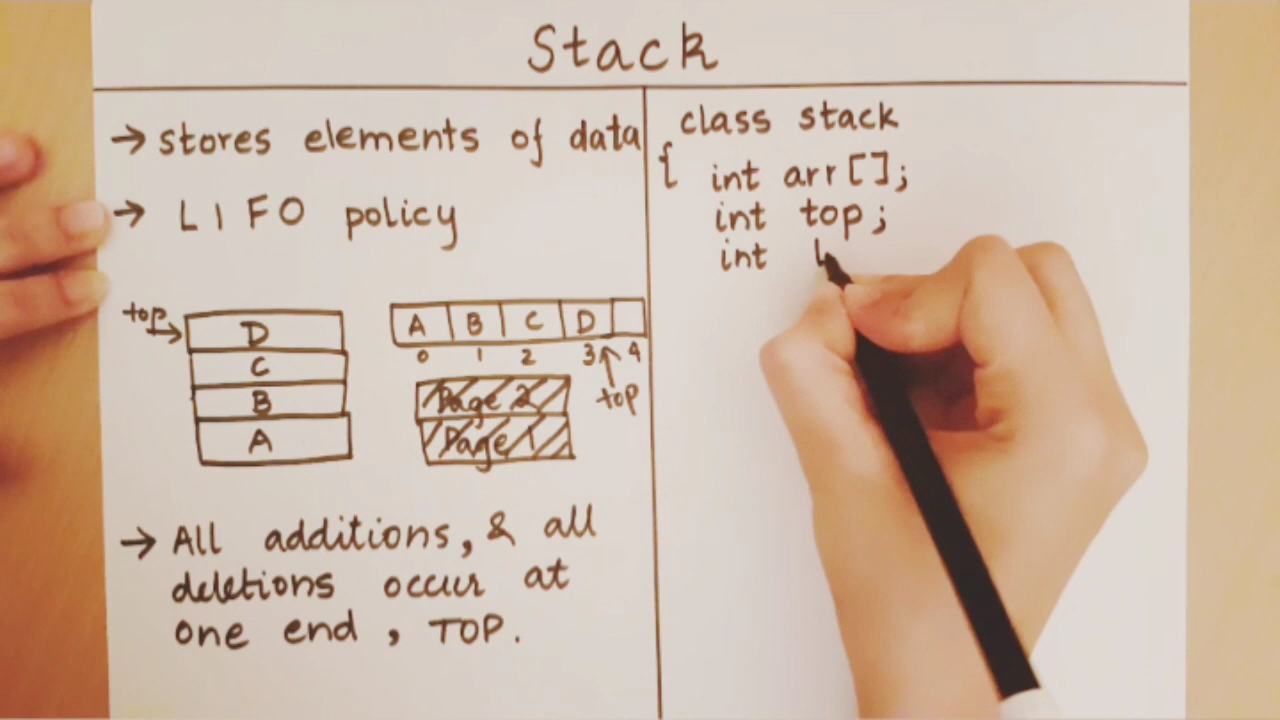 Stack
→ stores elements of data
→ LIFO policy
top
D
C
B
A
A B C D
0 1 2 3 4
top
Page 2
Page 1
→ All additions, & all
deletions occur at
one end, TOP.
class stack
{ int arr[];
int top;
int